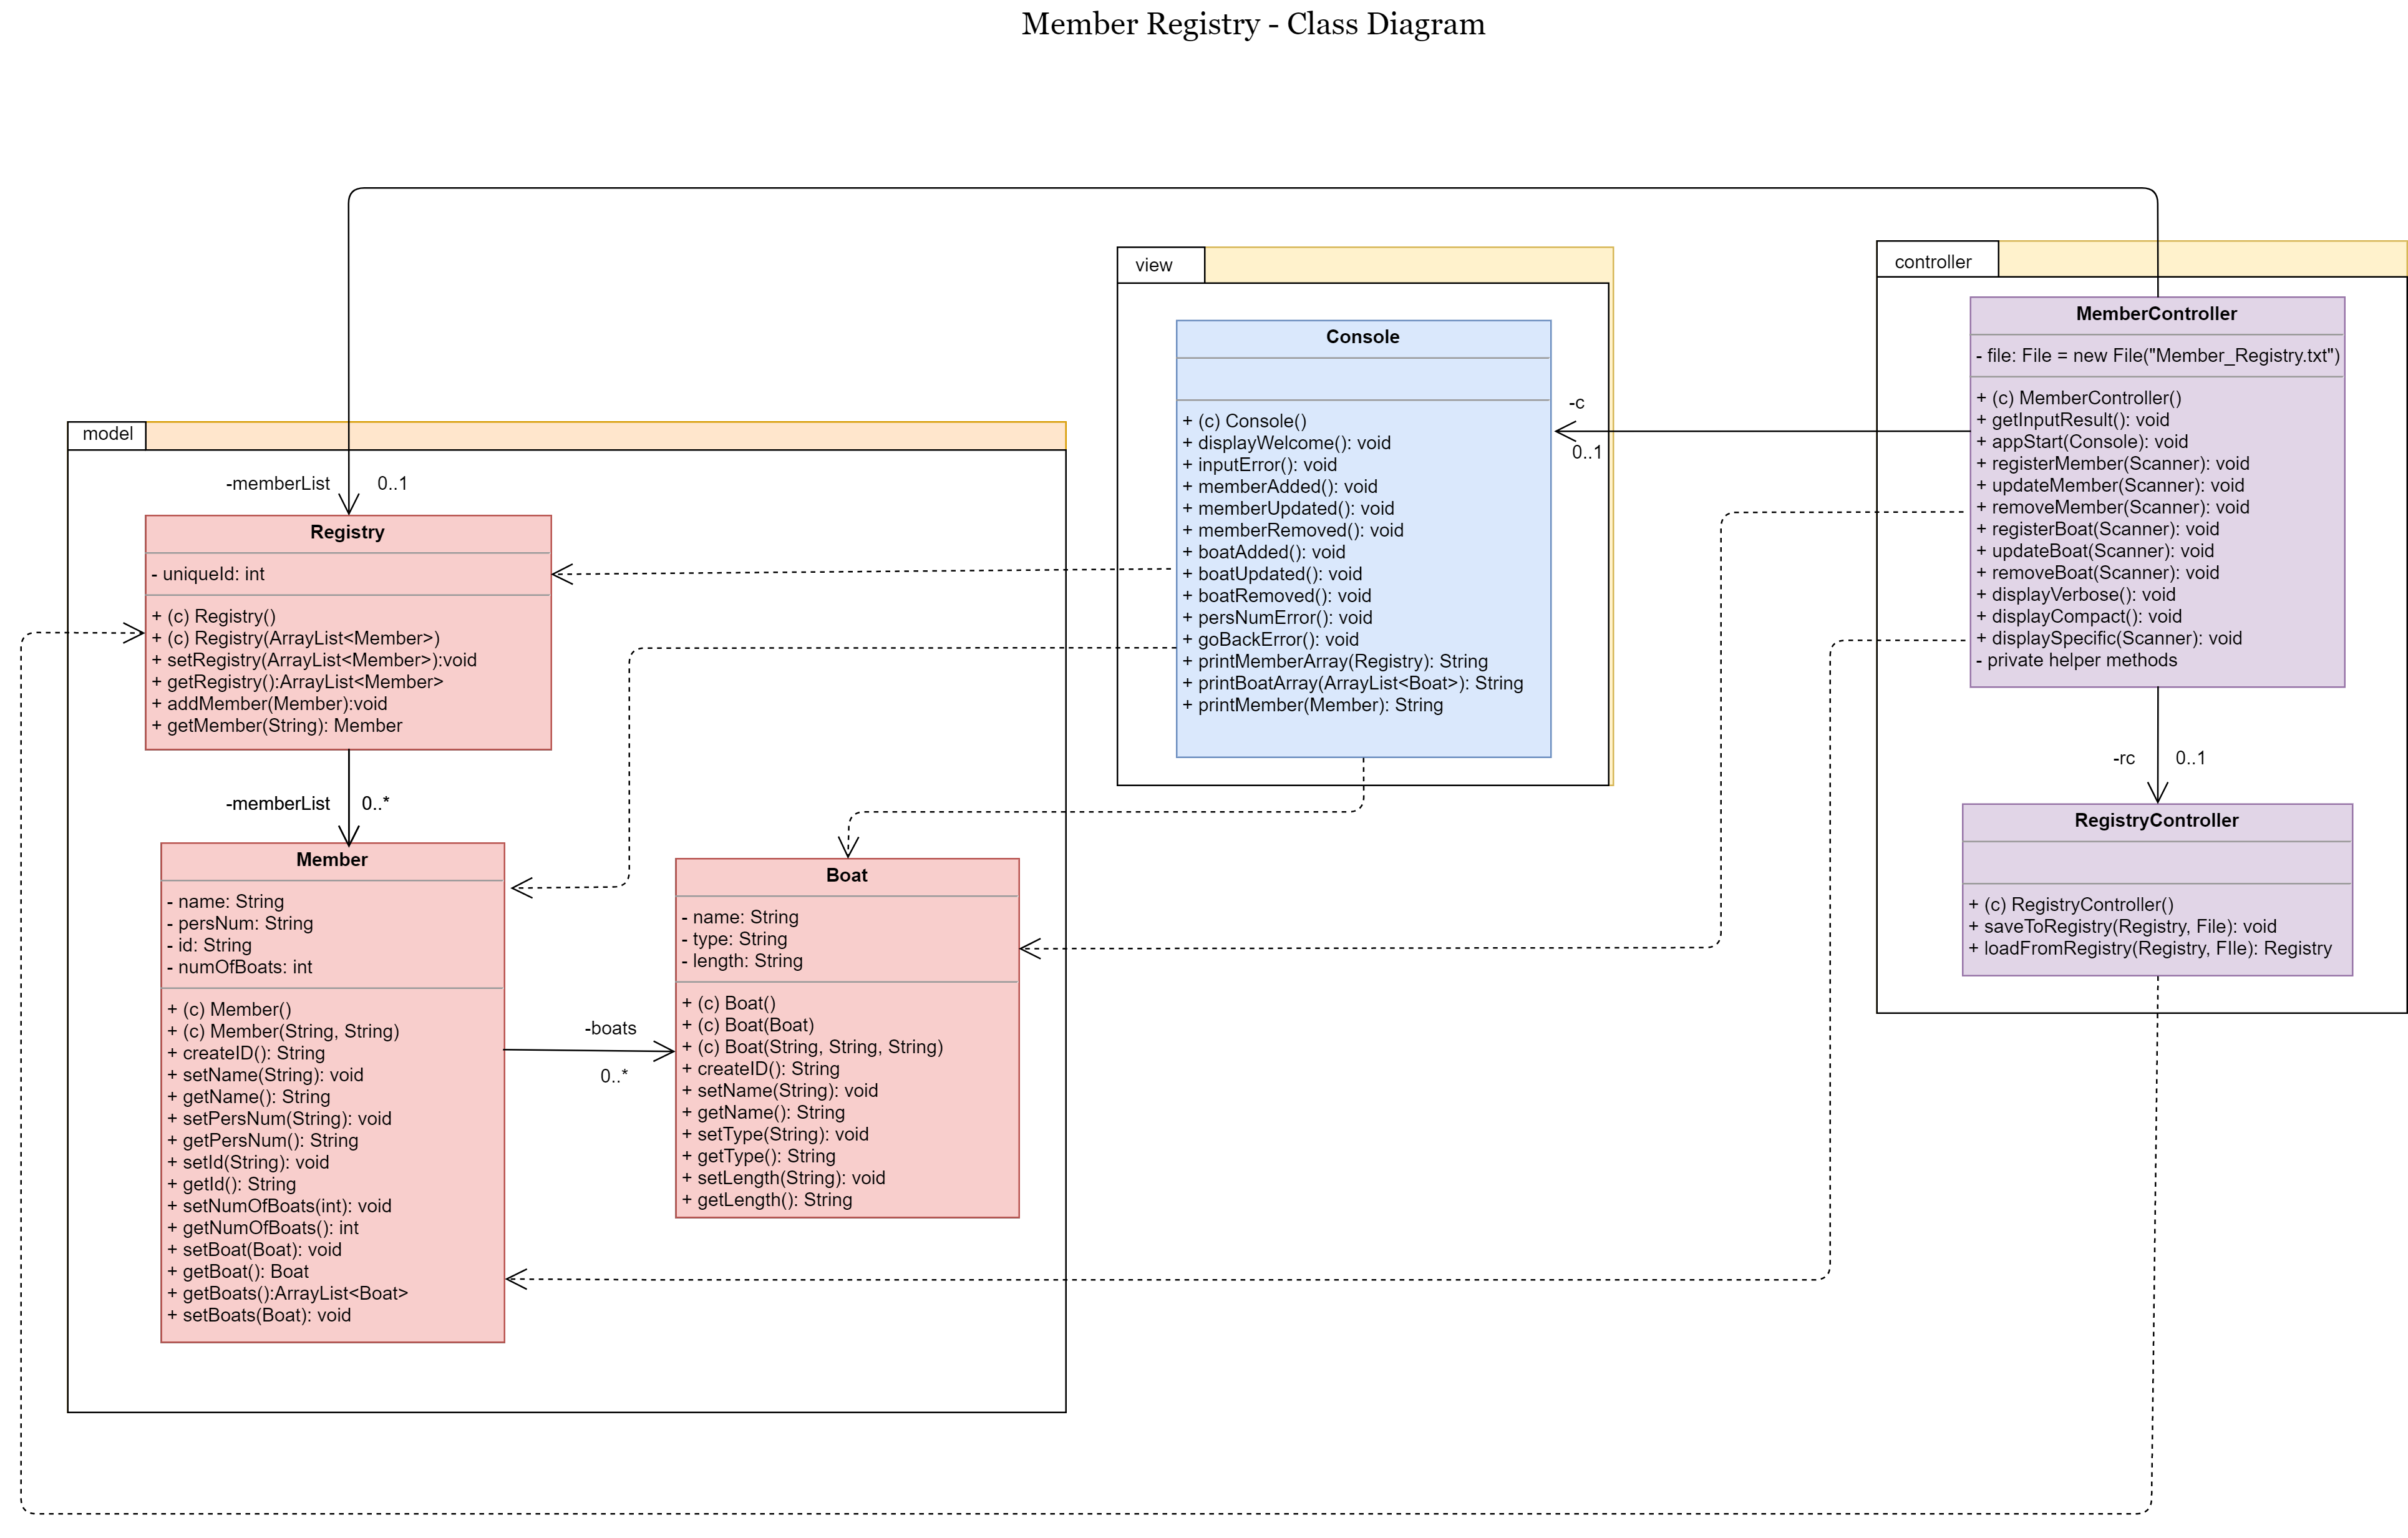 Member Registry - Class Diagram
model
-memberList
0..1
Registry
- uniqueId: int
+ (c) Registry()
+ (c) Registry(ArrayList<Member>)
+ setRegistry(ArrayList<Member>):void
+ getRegistry():ArrayList<Member>
+ addMember(Member):void
+ getMember(String): Member
-memberList
0..*
Member
- name: String
- persNum: String
- id: String
- numOfBoats: int
+ (c) Member()
+ (c) Member(String, String)
+ createID(): String
+ setName(String): void
+ getName(): String
+ setPersNum(String): void
+ getPersNum(): String
+ setId(String): void
+ getId(): String
+ setNumOfBoats(int): void
+ getNumOfBoats(): int
+ setBoat(Boat): void
+ getBoat(): Boat
+ getBoats():ArrayList<Boat>
+ setBoats(Boat): void
-boats
0..*
Boat
- name: String
- type: String
- length: String
+ (c) Boat()
+ (c) Boat(Boat)
+ (c) Boat(String, String, String)
+ createID(): String
+ setName(String): void
+ getName(): String
+ setType(String): void
+ getType(): String
+ setLength(String): void
+ getLength(): String
view
Console
+ (c) Console()
+ displayWelcome(): void
+ inputError(): void
+ memberAdded(): void
+ memberUpdated(): void
+ memberRemoved(): void
+ boatAdded(): void
+ boatUpdated(): void
+ boatRemoved(): void
+ persNumError(): void
+ goBackError(): void
+ printMemberArray(Registry): String
+ printBoatArray(ArrayList<Boat>): String
+ printMember(Member): String
-c
0..1
controller
MemberController
- file: File = new File("Member_Registry.txt")
+ (c) MemberController()
+ getInputResult(): void
+ appStart(Console): void
+ registerMember(Scanner): void
+ updateMember(Scanner): void
+ removeMember(Scanner): void
+ registerBoat(Scanner): void
+ updateBoat(Scanner): void
+ removeBoat(Scanner): void
+ displayVerbose(): void
+ displayCompact(): void
+ displaySpecific(Scanner): void
- private helper methods
-rc
0..1
RegistryController
+ (c) RegistryController()
+ saveToRegistry(Registry, File): void
+ loadFromRegistry(Registry, FIle): Registry